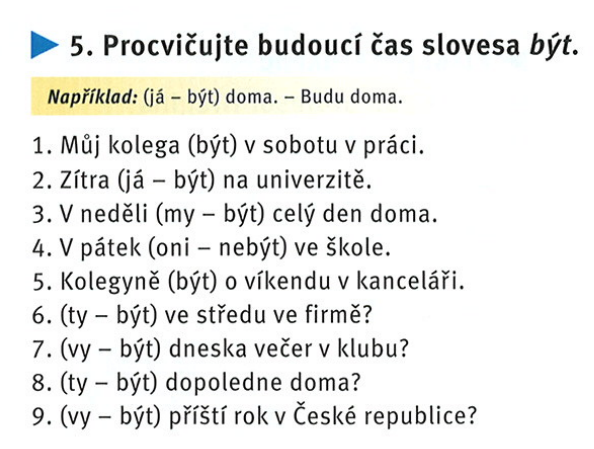 5. Procvičujte budoucí čas slovesa být.
Například: (já – být) doma. – Budu doma.
1. Můj kolega (být) v sobotu v práci.
2. Zítra (já – být) na univerzitě.
3. V neděli (my – být) celý den doma.
4. V pátek (oni – nebýt) ve škole.
5. Kolegyně (být) o víkendu v kanceláři.
6. (ty – být) ve středu ve firmě?
7. (vy – být) dneska večer v klubu?
8. (ty – být) dopoledne doma?
9. (vy – být) příští rok v České republice?